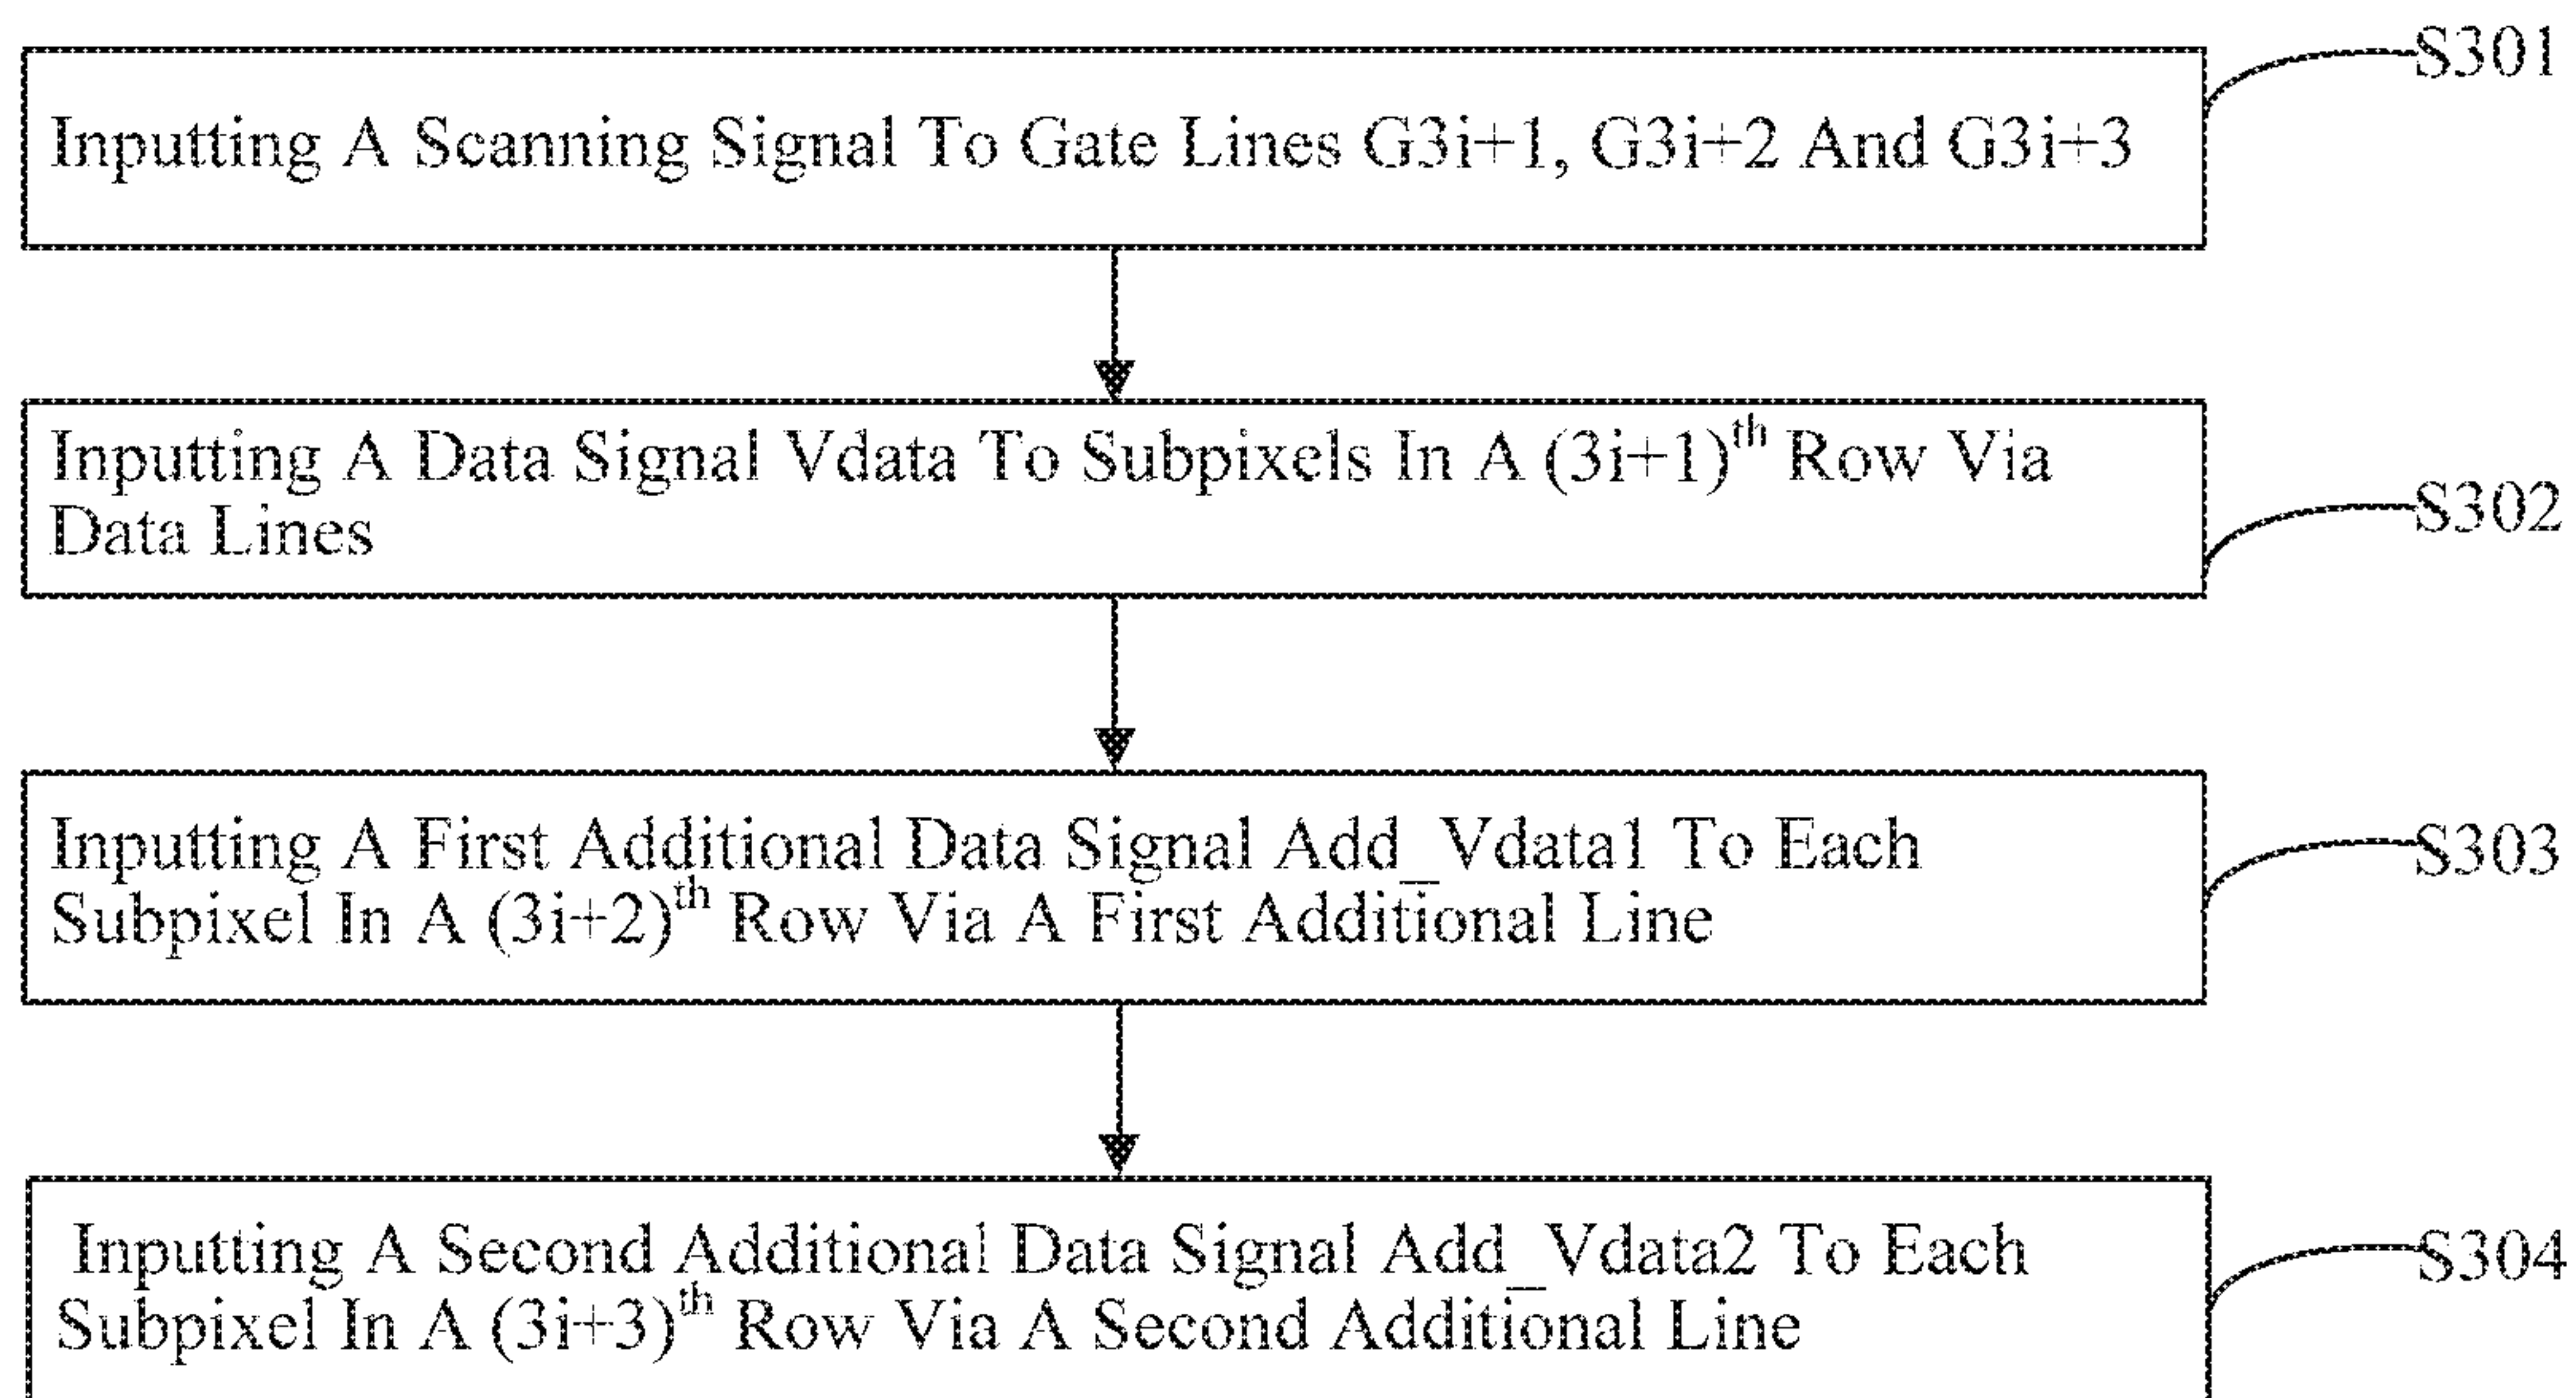 S301
Inputting A Scanning Signal To Gate Lines G3i+1, G3i+2 And G3i+3
Inputting A Data Signal Vdata To Subpixels In A (3i+1)th Row Via
Data Lines
S302
Inputting A First Additional Data Signal Add_Vdata1 To Each
Subpixel In A (3i+2)th Row Via A First Additional Line
S303
Inputting A Second Additional Data Signal Add_Vdata2 To Each
Subpixel In A (3i+3)th Row Via A Second Additional Line
S304